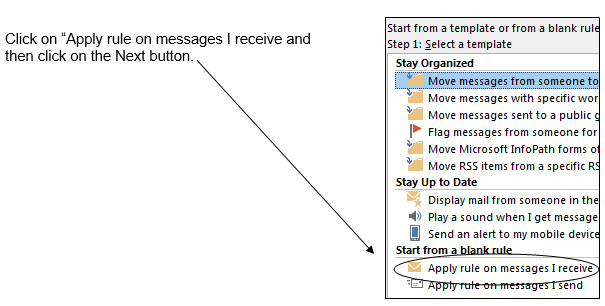 Click on “Apply rule on messages I receive and
then click on the Next button.
Start from a template or from a blank rule
Step 1: Select a template
Stay Organized
Move messages from someone to
Move messages with specific wor
Move messages sent to a public g
Flag messages from someone for
Move Microsoft InfoPath forms of
Move RSS items from a specific RS
Stay Up to Date
Display mail from someone in the
Play a sound when I get message
Send an alert to my mobile device
Start from a blank rule
Apply rule on messages I receive
Apply rule on messages I send